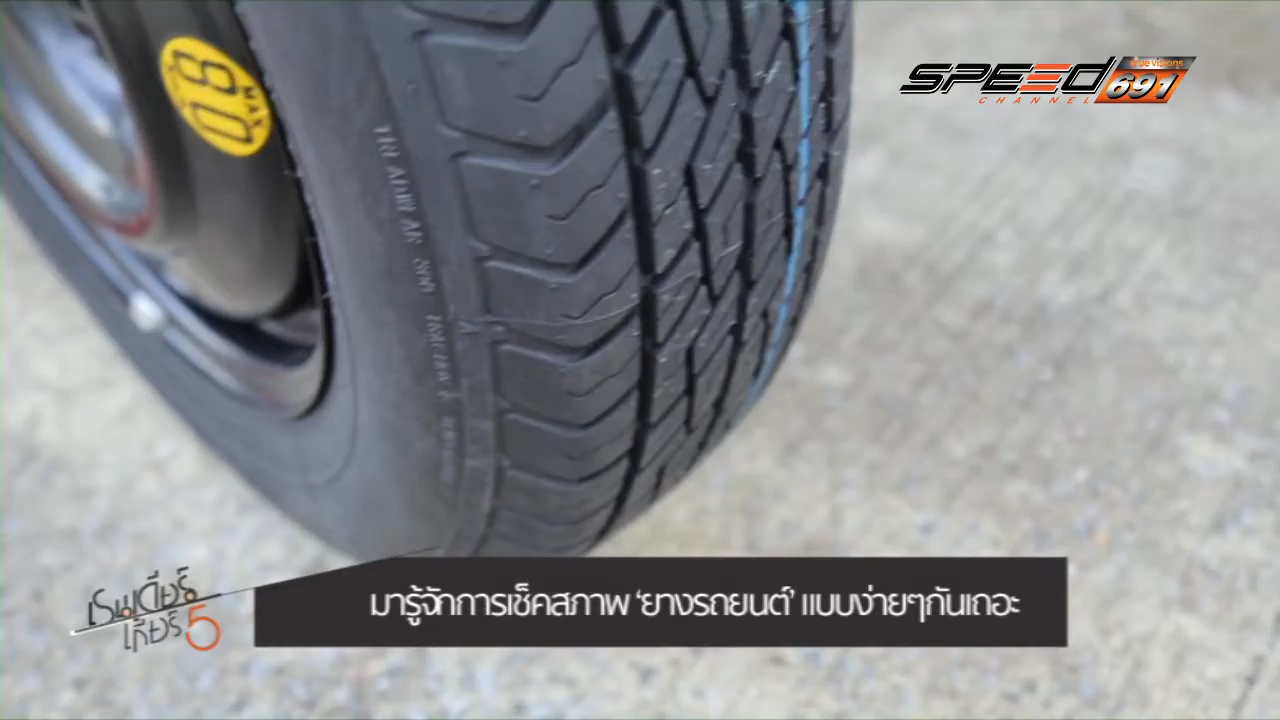 SPEED
true visions
CHANNEL 691
MAX
80
เรนเดียร์
เกียร์ 5
มารู้จักการเช็คสภาพ ‘ยางรถยนต์’ แบบง่ายๆกันเถอะ